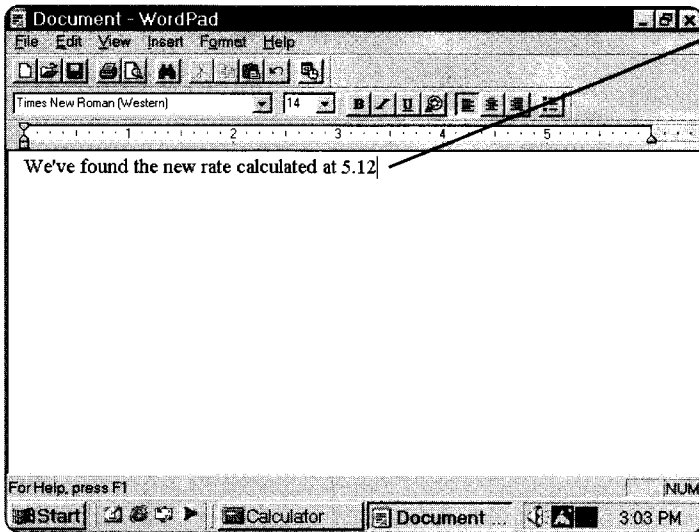 Document - WordPad
File Edit View Insert Format Help
Times New Roman (Western) 14 B I U
1 2 3 4 5
We've found the new rate calculated at 5.12
For Help, press F1 NUM
Start Calculator Document ... 3:03 PM